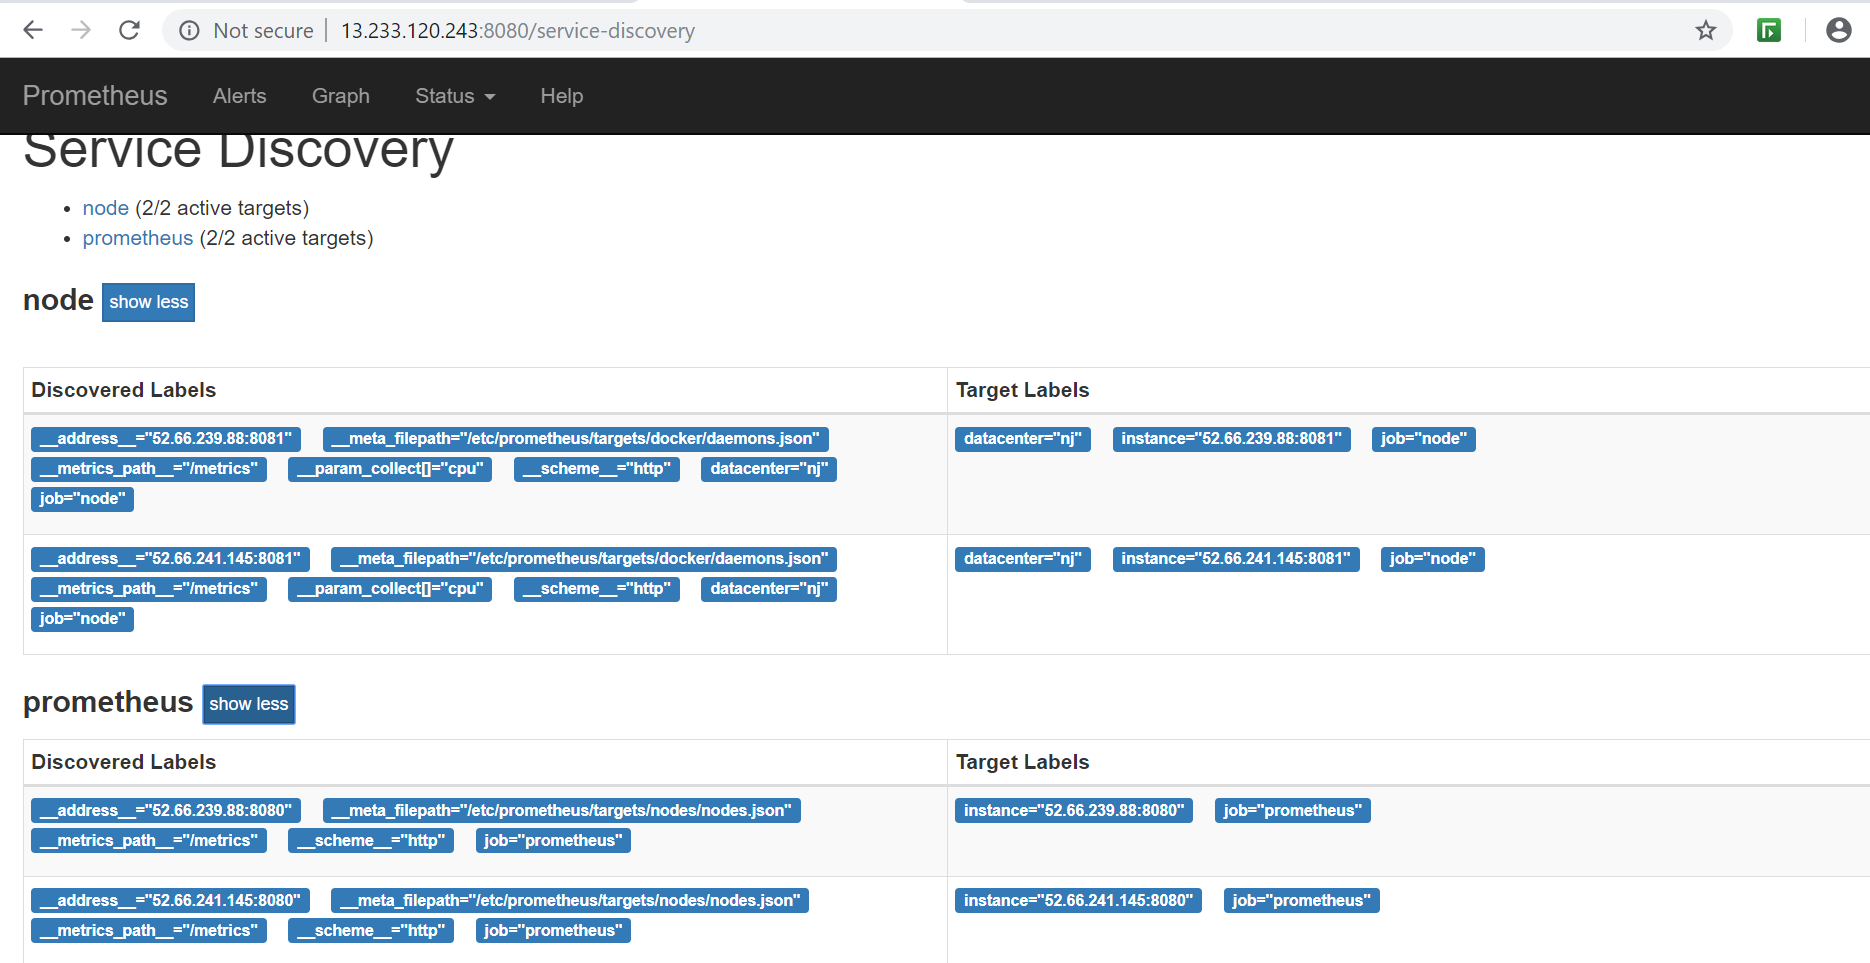 Not secure | 13.233.120.243:8080/service-discovery
Prometheus Alerts Graph Status Help
Service Discovery
node (2/2 active targets)
prometheus (2/2 active targets)
node show less
Discovered Labels Target Labels
__address__="52.66.239.88:8081" __meta_filepath="/etc/prometheus/targets/docker/daemons.json" datacenter="nj" instance="52.66.239.88:8081" job="node"
__metrics_path__="/metrics" __param_collect[]="cpu" __scheme__="http" datacenter="nj"
job="node"
__address__="52.66.241.145:8081" __meta_filepath="/etc/prometheus/targets/docker/daemons.json" datacenter="nj" instance="52.66.241.145:8081" job="node"
__metrics_path__="/metrics" __param_collect[]="cpu" __scheme__="http" datacenter="nj"
job="node"
prometheus show less
Discovered Labels Target Labels
__address__="52.66.239.88:8080" __meta_filepath="/etc/prometheus/targets/nodes/nodes.json" instance="52.66.239.88:8080" job="prometheus"
__metrics_path__="/metrics" __scheme__="http" job="prometheus"
__address__="52.66.241.145:8080" __meta_filepath="/etc/prometheus/targets/nodes/nodes.json" instance="52.66.241.145:8080" job="prometheus"
__metrics_path__="/metrics" __scheme__="http" job="prometheus"